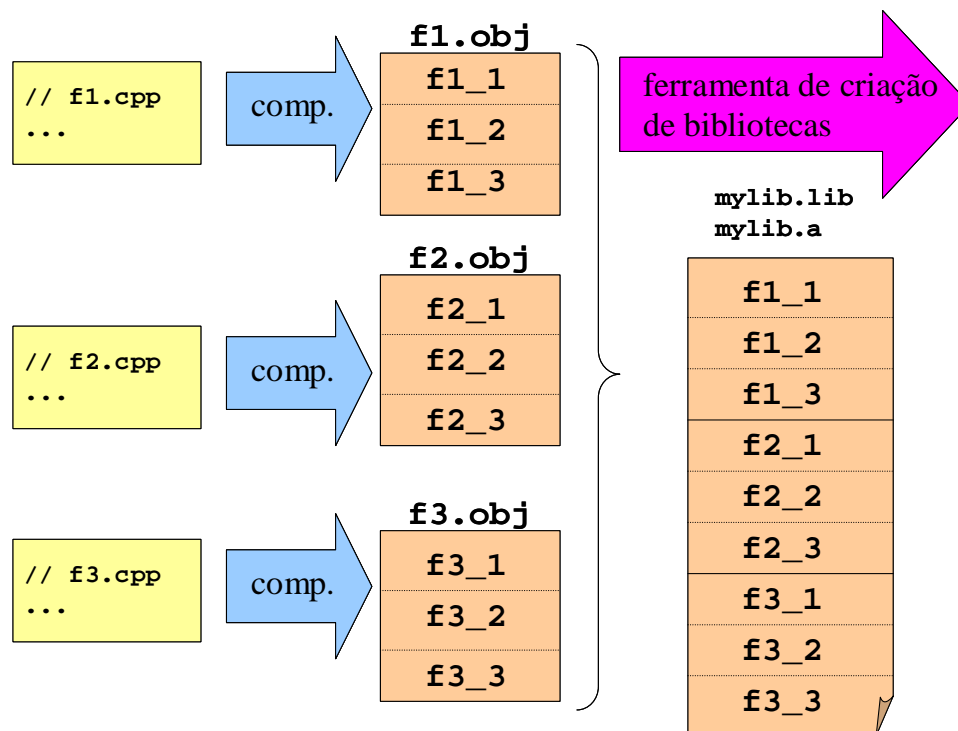 // f1.cpp
...
comp.
f1.obj
f1_1
f1_2
f1_3
// f2.cpp
...
comp.
f2.obj
f2_1
f2_2
f2_3
// f3.cpp
...
comp.
f3.obj
f3_1
f3_2
f3_3
ferramenta de criação
de bibliotecas
mylib.lib
mylib.a
f1_1
f1_2
f1_3
f2_1
f2_2
f2_3
f3_1
f3_2
f3_3